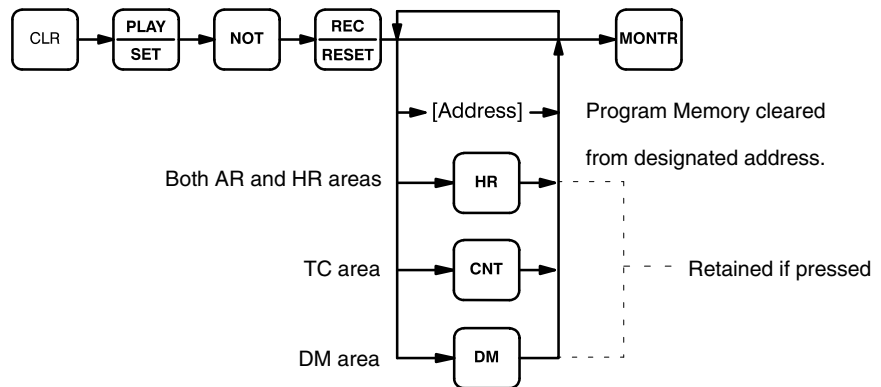 CLR
PLAY
SET
NOT
REC
RESET
MONTR
[Address]
Program Memory cleared
from designated address.
Both AR and HR areas
HR
TC area
CNT
Retained if pressed
DM area
DM